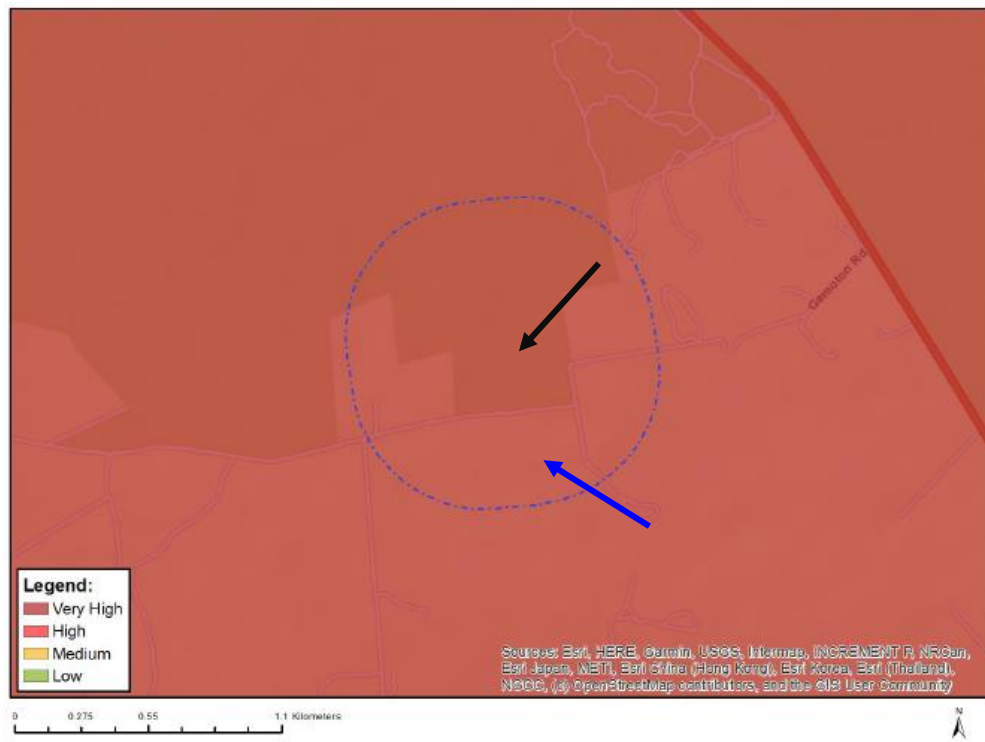 Gamoton Rd
Legend:
Very High
High
Medium
Low
Sources: Esri, HERE, Garmin, USGS, Intermap, INCREMENT P, NRCan,
Esri Japan, METI, Esri China (Hong Kong), Esri Korea, Esri (Thailand),
NGCC, (c) OpenStreetMap contributors, and the GIS User Community
0 0.275 0.55 1.1 Kilometers
N